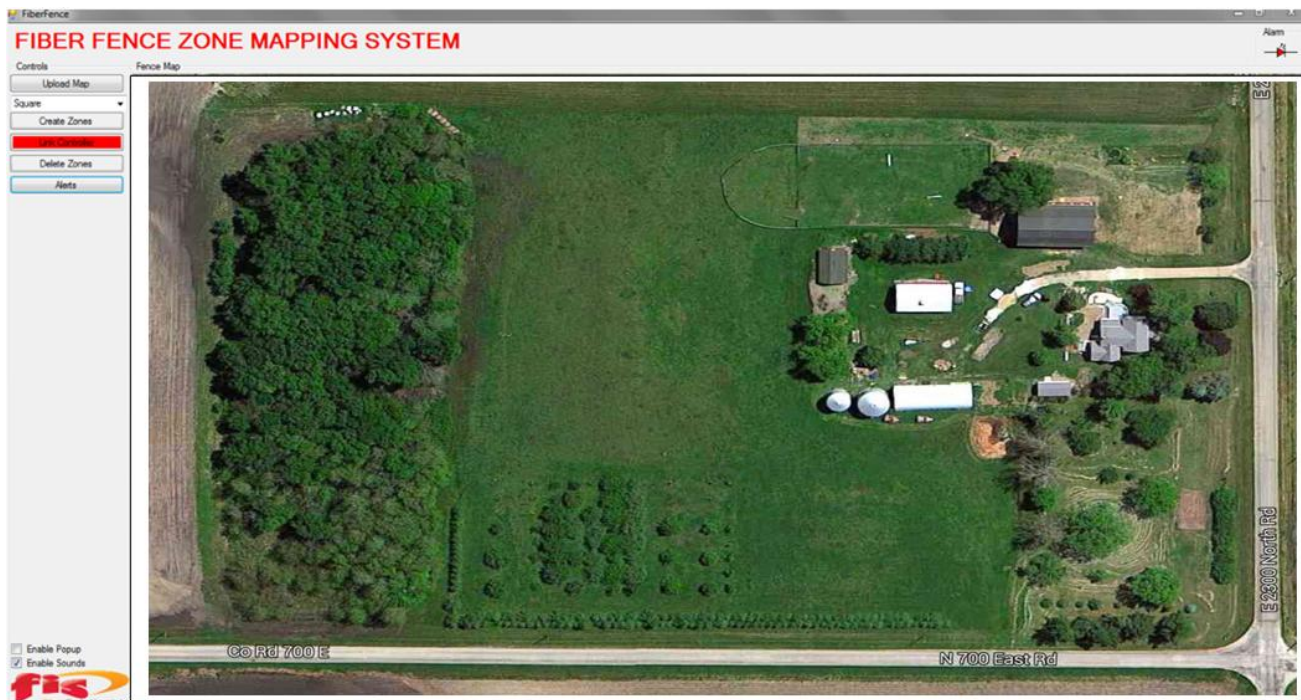 FiberFence
FIBER FENCE ZONE MAPPING SYSTEM
Alarm
Controls
Fence Map
Upload Map
Square
Create Zones
Link Controller
Delete Zones
Alerts
Co Rd 700 E
N 700 East Rd
E 2300 North Rd
Enable Popup
Enable Sounds
fis